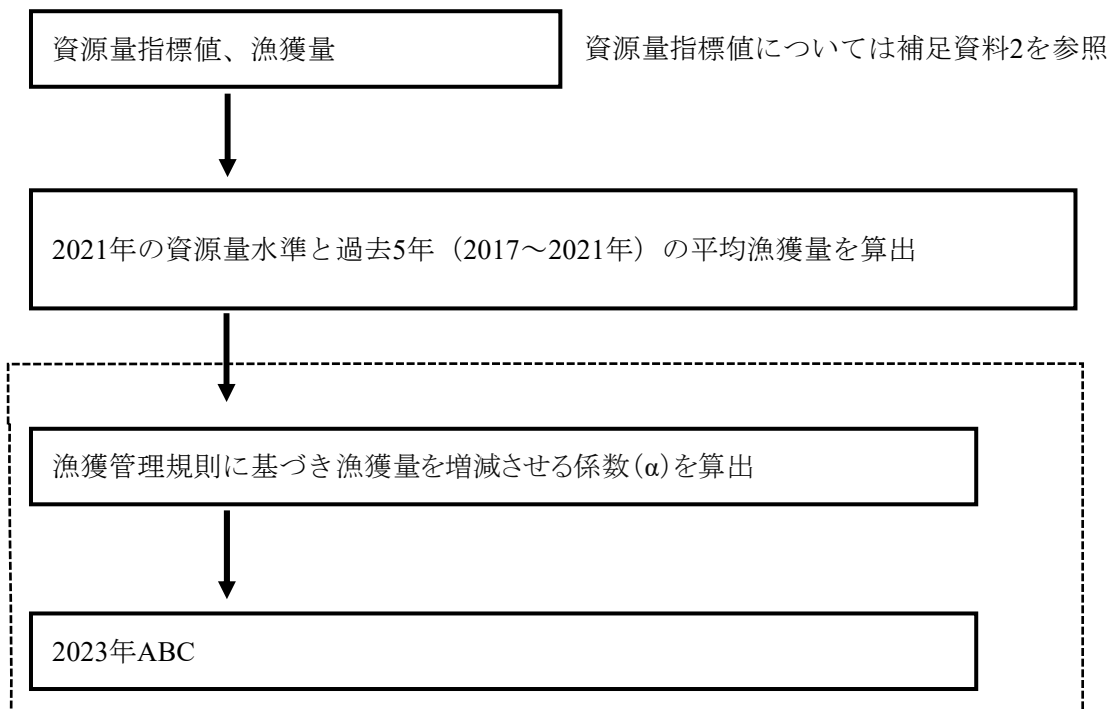 資源量指標値、漁獲量
資源量指標値については補足資料2を参照
2021年の資源量水準と過去5年（2017～2021年）の平均漁獲量を算出
漁獲管理規則に基づき漁獲量を増減させる係数(α)を算出
2023年ABC